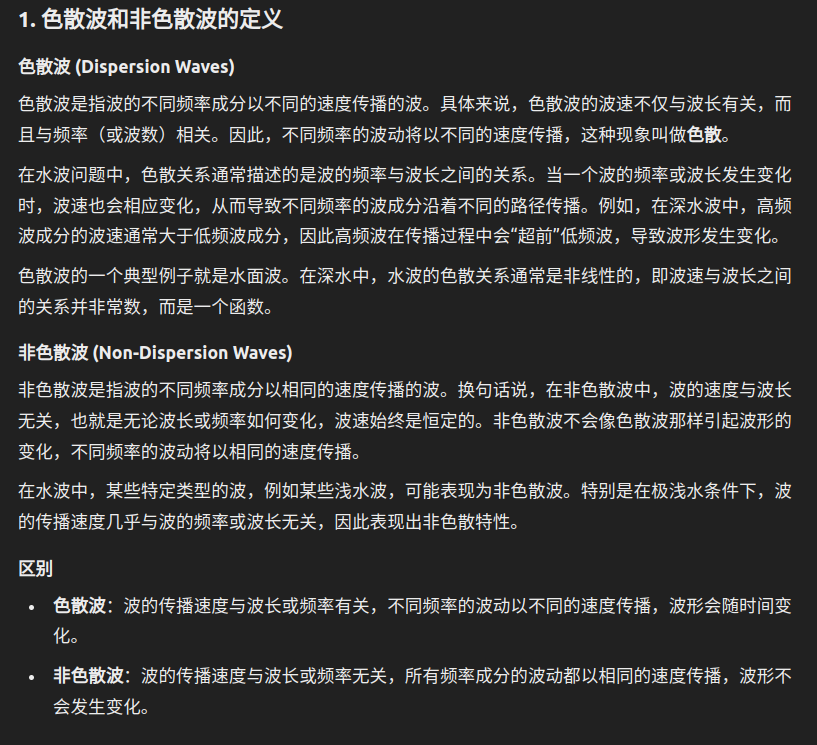 1. 色散波和非色散波的定义
色散波 (Dispersion Waves)
色散波是指波的不同频率成分以不同的速度传播的波。具体来说，色散波的波速不仅与波长有关，而
且与频率（或波数）相关。因此，不同频率的波动将以不同的速度传播，这种现象叫做色散。
在水波问题中，色散关系通常描述的是波的频率与波长之间的关系。当一个波的频率或波长发生变化
时，波速也会相应变化，从而导致不同频率的波成分沿着不同的路径传播。例如，在深水波中，高频
波成分的波速通常大于低频波成分，因此高频波在传播过程中会“超前”低频波，导致波形发生变化。
色散波的一个典型例子就是水面波。在深水中，水波的色散关系通常是非线性的，即波速与波长之间
的关系并非常数，而是一个函数。
非色散波 (Non-Dispersion Waves)
非色散波是指波的不同频率成分以相同的速度传播的波。换句话说，在非色散波中，波的速度与波长
无关，也就是无论波长或频率如何变化，波速始终是恒定的。非色散波不会像色散波那样引起波形的
变化，不同频率的波动将以相同的速度传播。
在水波中，某些特定类型的波，例如某些浅水波，可能表现为非色散波。特别是在极浅水条件下，波
的传播速度几乎与波的频率或波长无关，因此表现出非色散特性。
区别
• 色散波：波的传播速度与波长或频率有关，不同频率的波动以不同的速度传播，波形会随时间变
化。
• 非色散波：波的传播速度与波长或频率无关，所有频率成分的波动都以相同的速度传播，波形不
会发生变化。